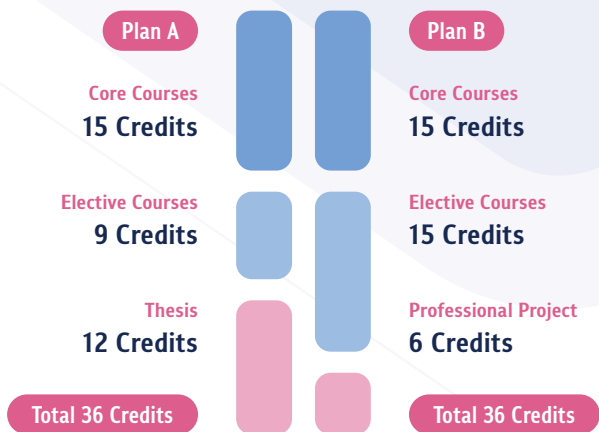 Plan A
Core Courses
15 Credits
Elective Courses
9 Credits
Thesis
12 Credits
Total 36 Credits
Plan B
Core Courses
15 Credits
Elective Courses
15 Credits
Professional Project
6 Credits
Total 36 Credits